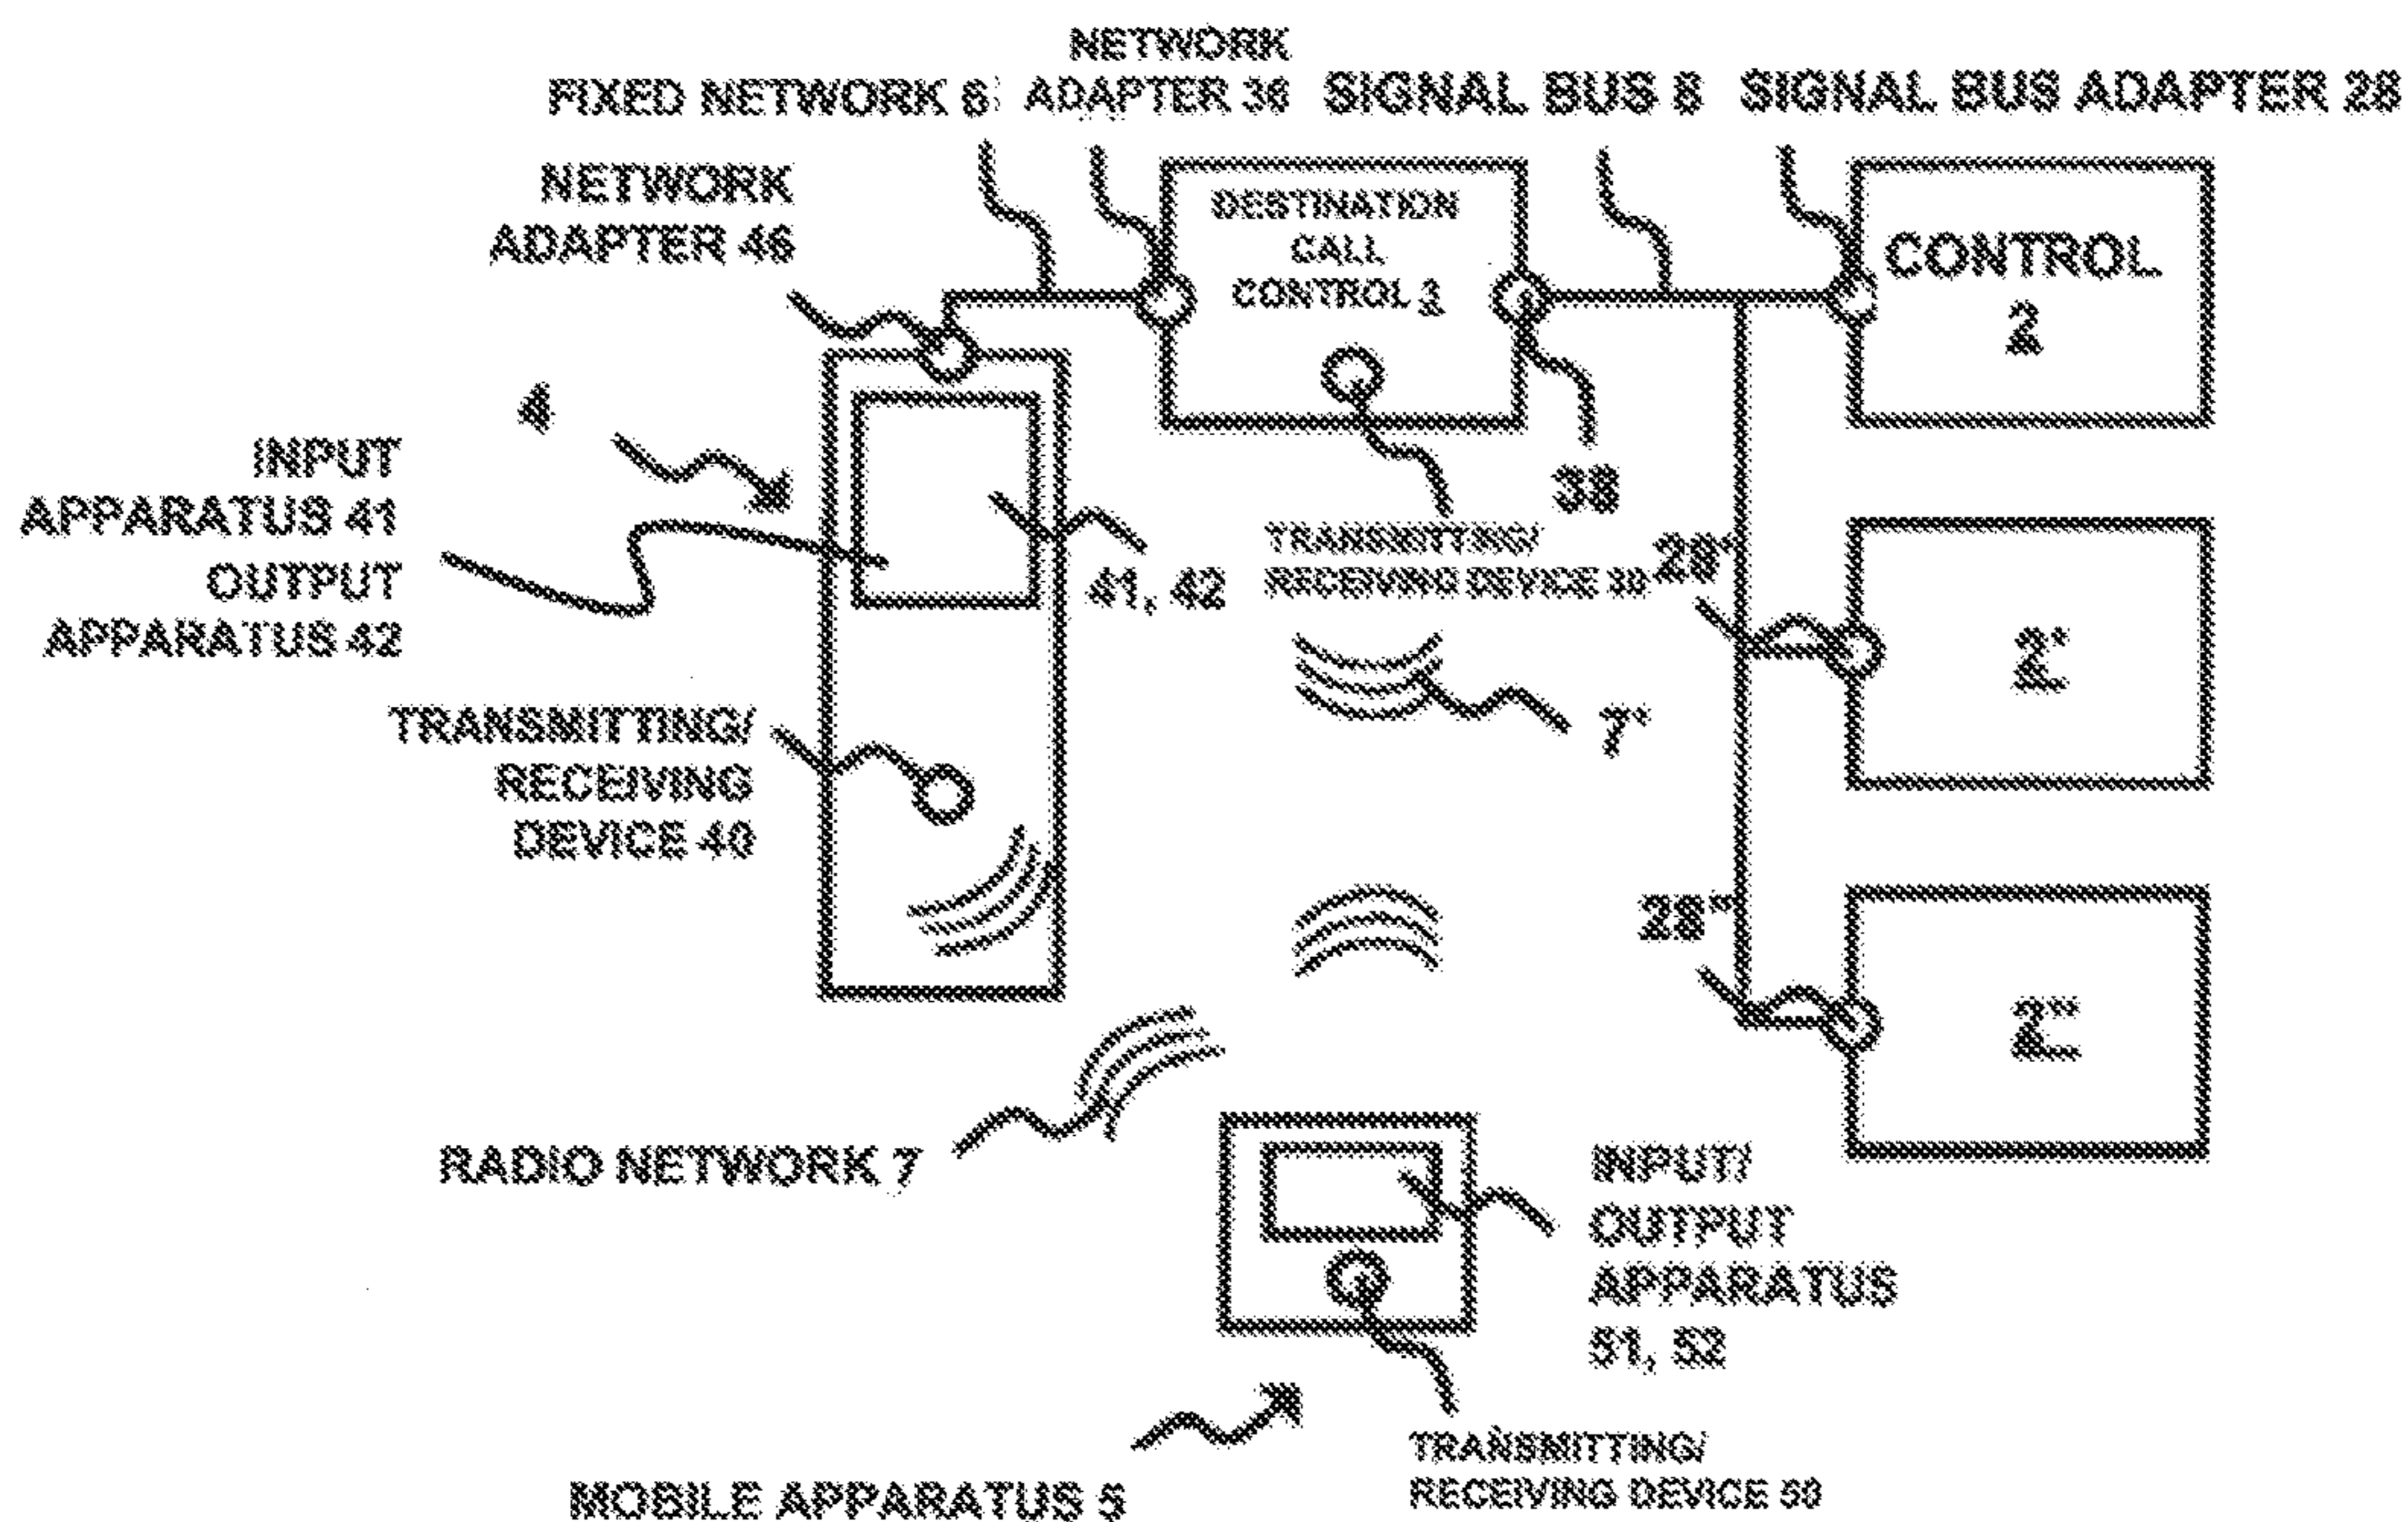 NETWORK
FIXED NETWORK 6 ADAPTER 36 SIGNAL BUS 8 SIGNAL BUS ADAPTER 28
NETWORK
ADAPTER 46
DESTINATION
CALL
CONTROL 3
CONTROL
2
4
INPUT
APPARATUS 41
OUTPUT
APPARATUS 42
41, 42
38
TRANSMITTING/
RECEIVING DEVICE 30
28'
2'
7'
TRANSMITTING/
RECEIVING
DEVICE 40
28"
2"
RADIO NETWORK 7
INPUT/
OUTPUT
APPARATUS
51, 52
TRANSMITTING/
RECEIVING DEVICE 50
MOBILE APPARATUS 5